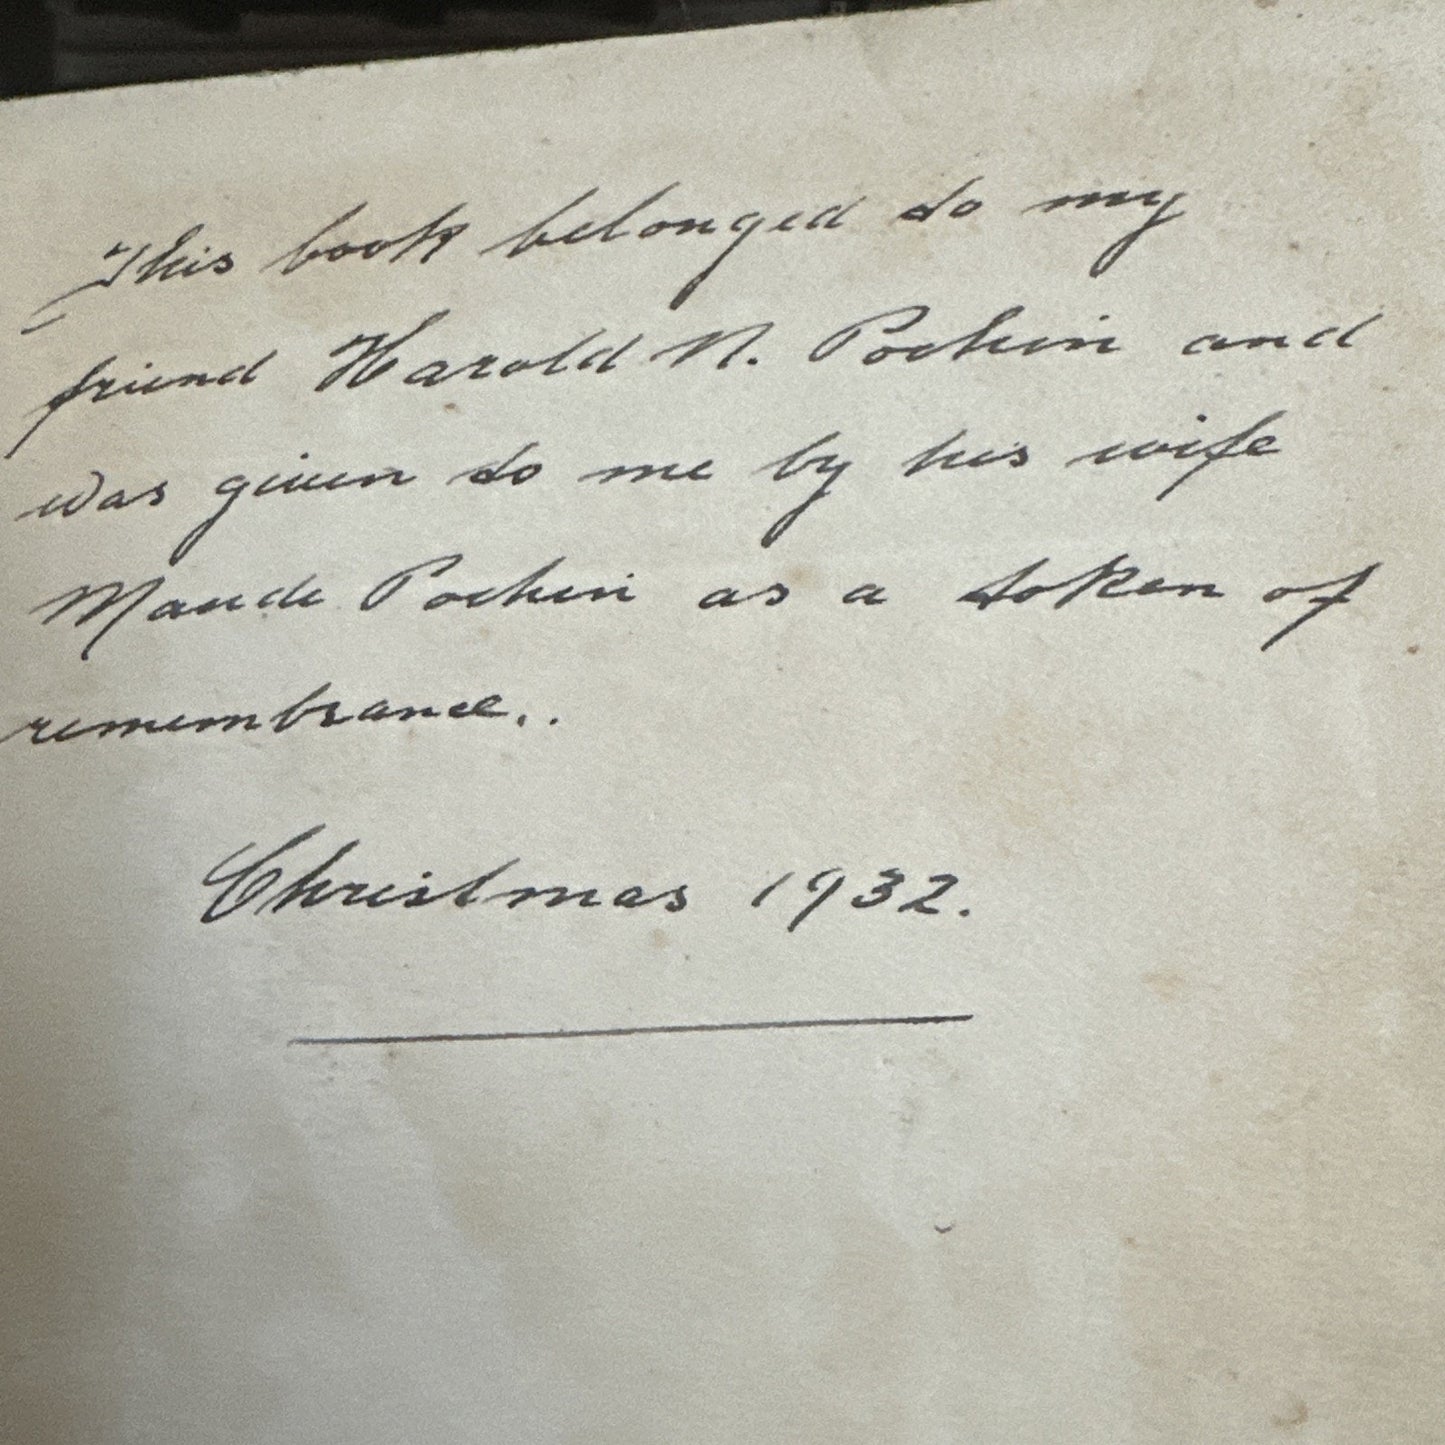 This book belonged to my
friend Harold N. Pochin and
was given to me by his wife
Maude Pochin as a token of
remembrance..
Christmas 1932.